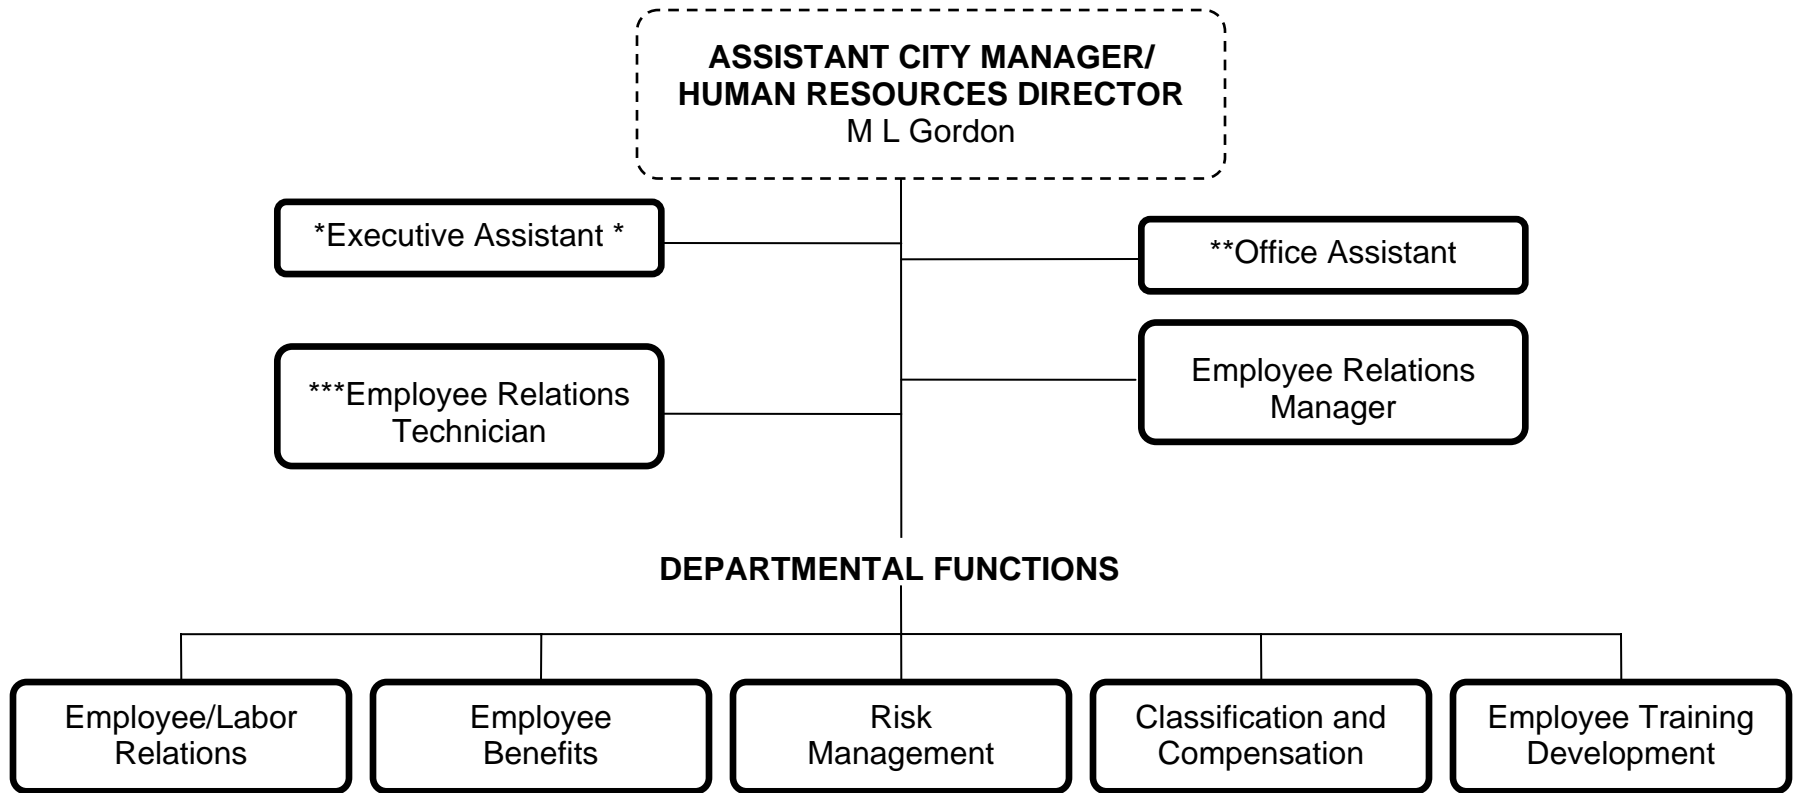 ASSISTANT CITY MANAGER/
HUMAN RESOURCES DIRECTOR
M L Gordon
*Executive Assistant *
**Office Assistant
***Employee Relations
Technician
Employee Relations
Manager
DEPARTMENTAL FUNCTIONS
Employee/Labor
Relations
Employee
Benefits
Risk
Management
Classification and
Compensation
Employee Training
Development